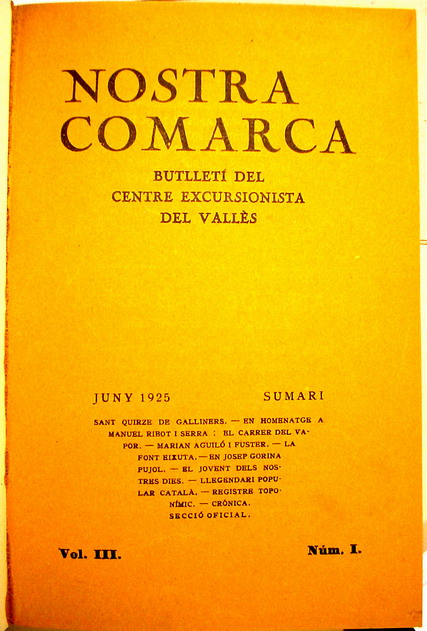 NOSTRA
COMARCA
BUTLLETÍ DEL
CENTRE EXCURSIONISTA
DEL VALLÈS
JUNY 1925 SUMARI
SANT QUIRZE DE GALLINERS. — EN HOMENATGE A
MANUEL RIBOT I SERRA : EL CARRER DEL VA-
POR. — MARIAN AGUILÓ I FUSTER. — LA
FONT EIXUTA. — EN JOSEP GORINA
PUJOL. — EL JOVENT DELS NOS-
TRES DIES. — LLEGENDARI POPU-
LAR CATALÀ. — REGISTRE TOPO-
NÍMIC. — CRÒNICA.
SECCIÓ OFICIAL.
Vol. III. Núm. I.